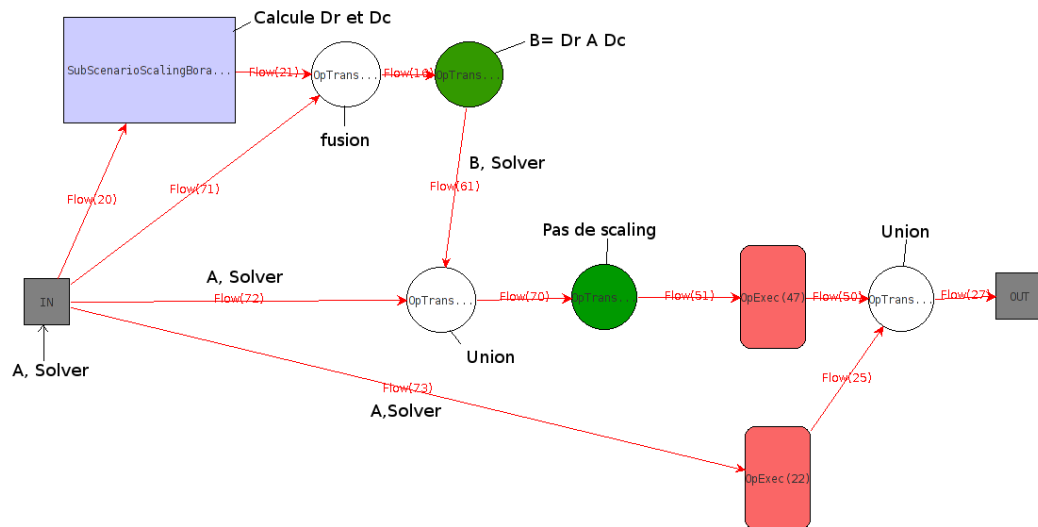 Calcule Dr et Dc
B= Dr A Dc
SubScenarioScalingBora...
Flow(21)
OpTrans...
Flow(16)
OpTrans...
fusion
B, Solver
Flow(61)
Flow(71)
Flow(20)
Pas de scaling
Union
A, Solver
IN
Flow(72)
OpTrans...
Flow(70)
OpTrans...
Flow(51)
OpExec(47)
Flow(50)
OpTrans...
Flow(27)
OUT
Union
A, Solver
Flow(73)
A,Solver
Flow(25)
OpExec(22)